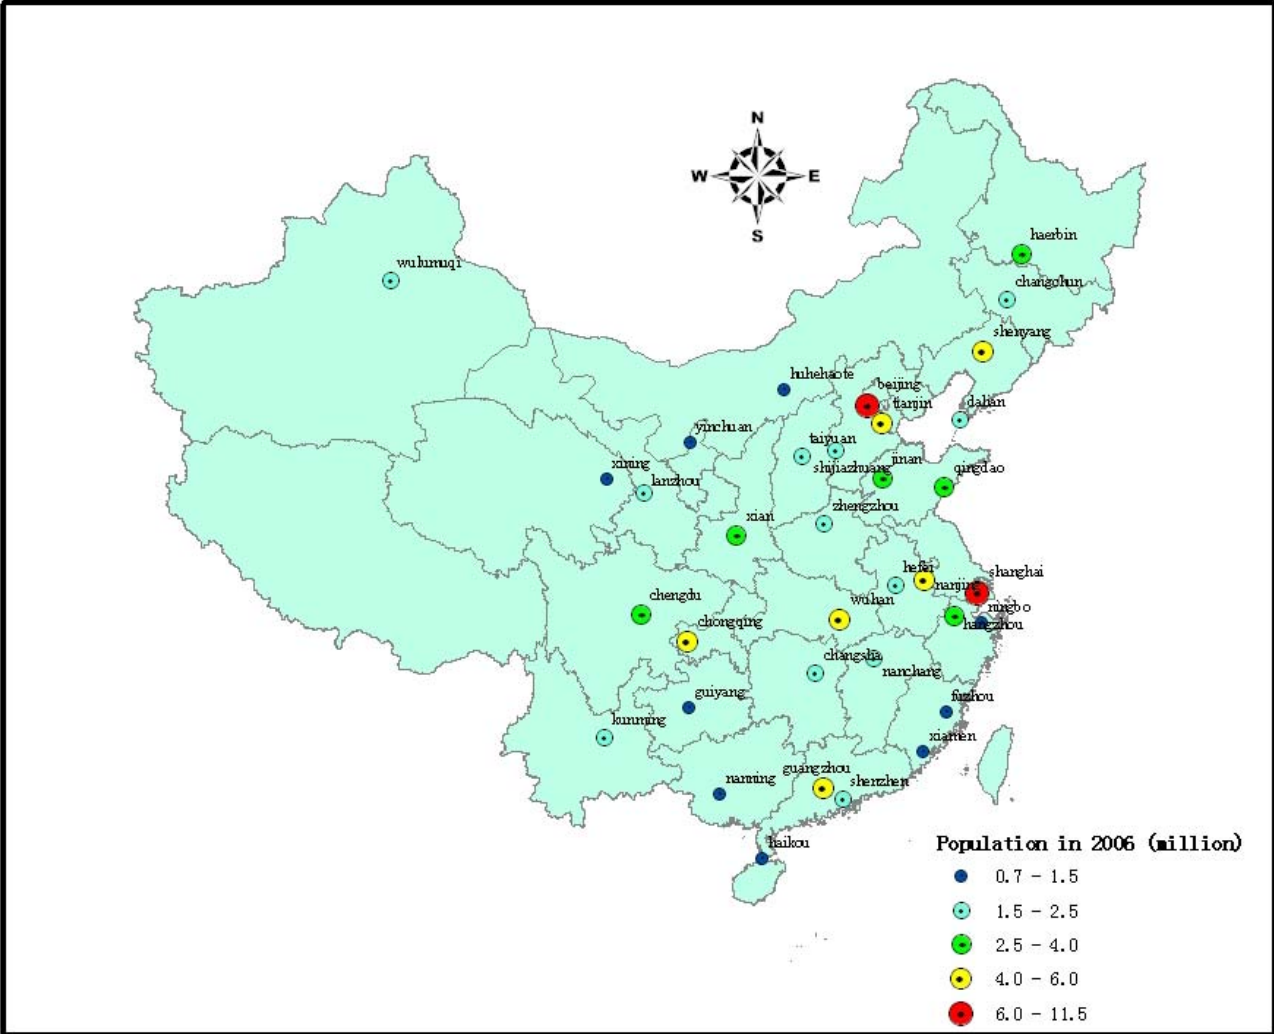 N
W E
S
haerbin
wulumuqi
changchun
shenyang
huhehaote
beijing
tianjin
dalian
yinchuan
taiyuan
jinan
xining
shijiazhuang
qingdao
lanzhou
zhengzhou
xian
hefei
shanghai
nanjing
chengdu
wuhan
ningbo
chongqing
hangzhou
changsha
nanchang
guiyang
fuzhou
kunming
xiamen
guangzhou
nanning
shenzhen
haikou
Population in 2006 (million)
0.7 - 1.5
1.5 - 2.5
2.5 - 4.0
4.0 - 6.0
6.0 - 11.5